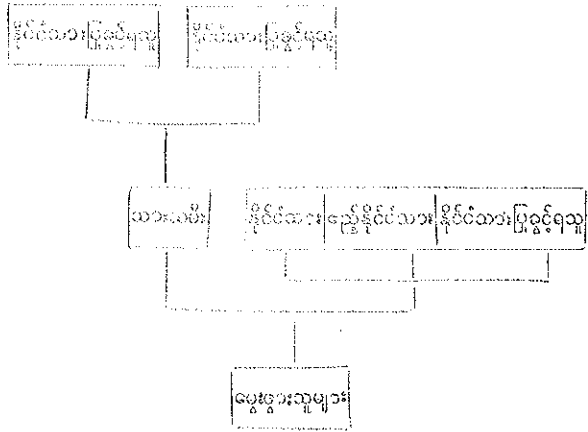 နိုင်ငံသားပြုခွင့်ရသူ နိုင်ငံသားပြုခွင့်ရသူ
သားသမီး နိုင်ငံသား ဧည့်နိုင်ငံသား နိုင်ငံသားပြုခွင့်ရသူ
မွေးဖွားသူများ